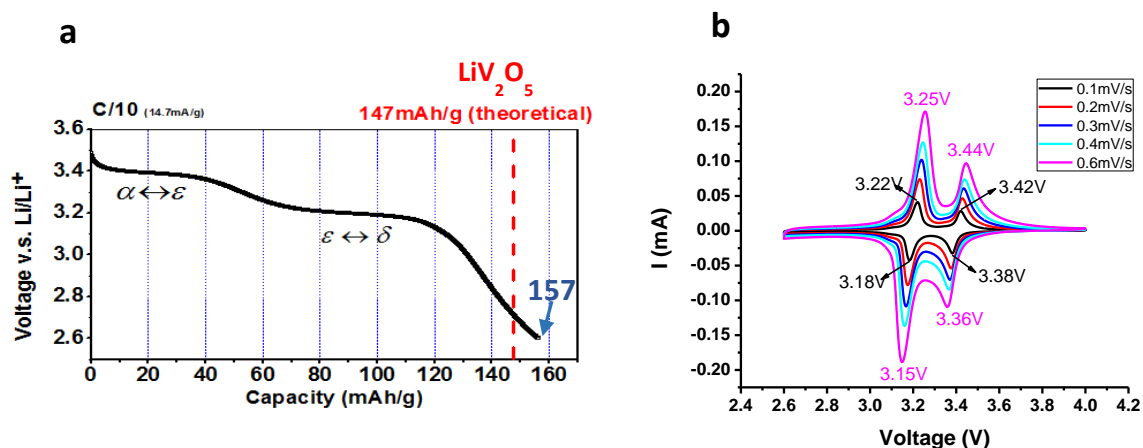 a
LiV2O5
C/10 (14.7mA/g)
147mAh/g (theoretical)
3.6
3.4
3.2
3.0
2.8
2.6
Voltage v.s. Li/Li+
α↔ε
ε↔δ
157
0 20 40 60 80 100 120 140 160
Capacity (mAh/g)
b
0.20
0.15
0.10
0.05
0.00
-0.05
-0.10
-0.15
-0.20
I (mA)
3.25V
3.44V
3.22V
3.42V
3.18V
3.38V
3.36V
3.15V
0.1mV/s
0.2mV/s
0.3mV/s
0.4mV/s
0.6mV/s
2.4 2.6 2.8 3.0 3.2 3.4 3.6 3.8 4.0 4.2
Voltage (V)